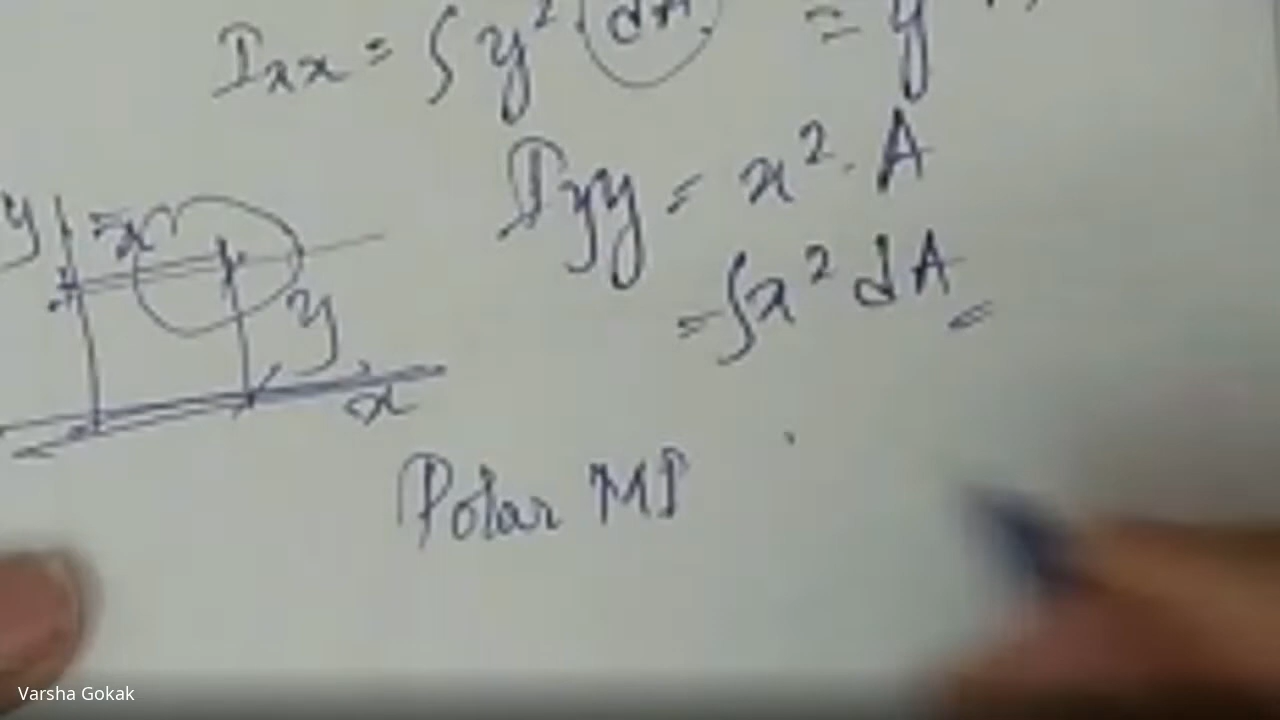 Ixx = ∫ y² . dA = y
Iyy = x² . A
= ∫x² dA
y x
y
x
Polar MI
Varsha Gokak